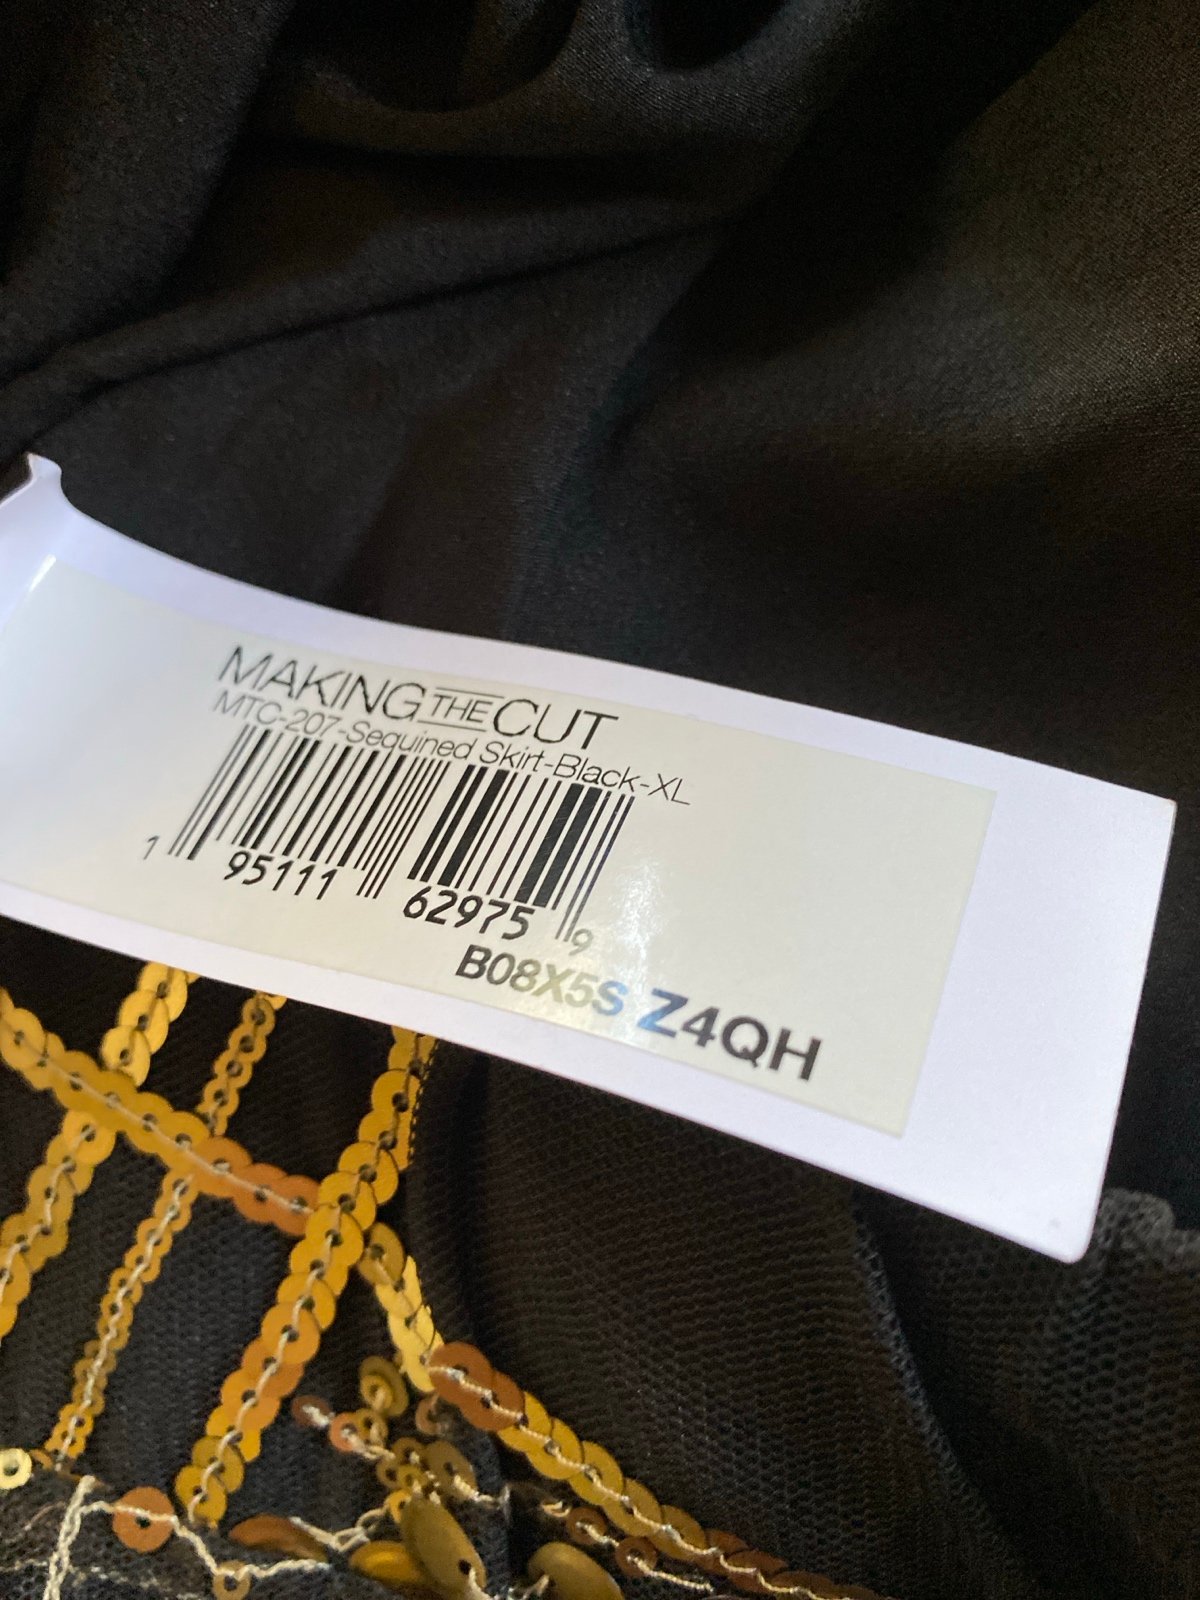 MAKING THE CUT
MTC-207-Sequined Skirt-Black-XL
1 95111 62975 9
B08X5S Z4QH